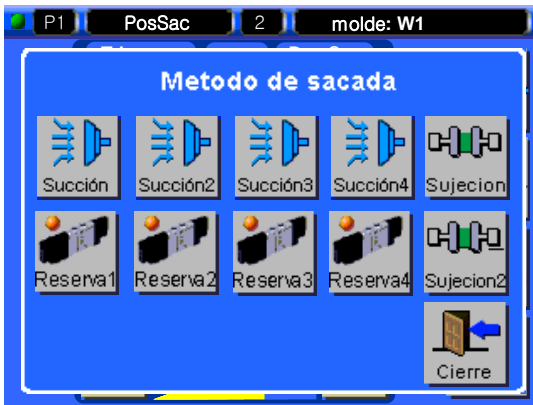 P1 PosSac 2 molde: W1
Metodo de sacada
Succión Succión2 Succión3 Succión4 Sujecion
Reserva1 Reserva2 Reserva3 Reserva4 Sujecion2
Cierre